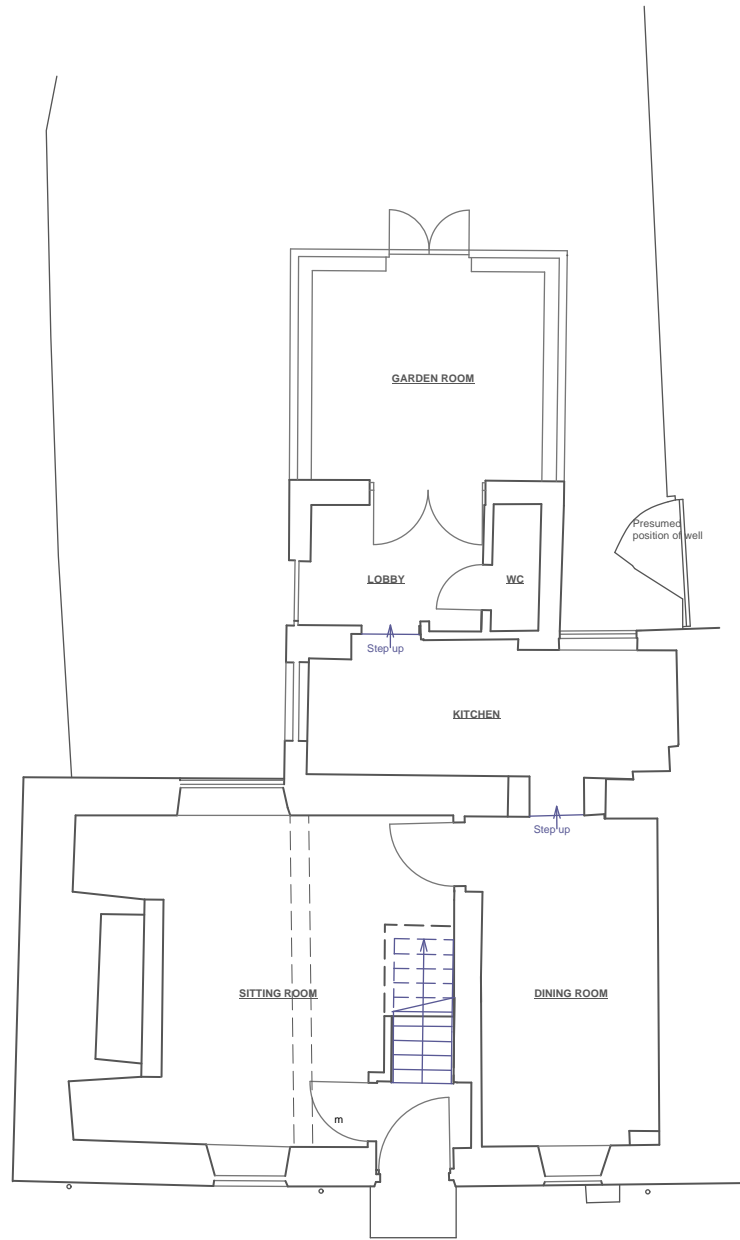 GARDEN ROOM
Presumed
position of well
LOBBY
WC
Step up
KITCHEN
Step up
SITTING ROOM
DINING ROOM
m